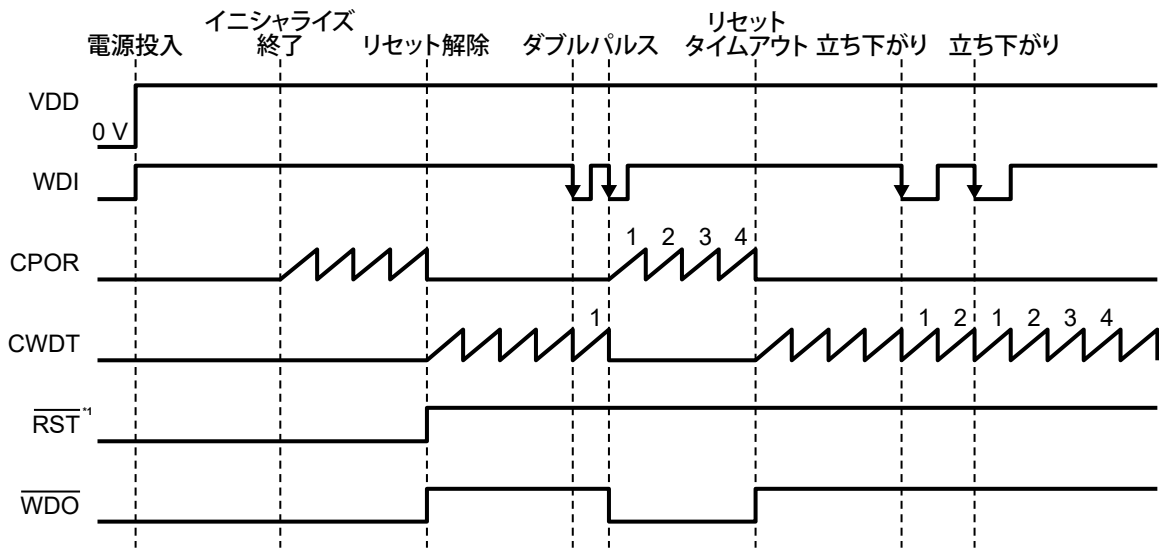 イニシャライズ
リセット
電源投入 終了 リセット解除 ダブルパルス タイムアウト 立ち下がり 立ち下がり
VDD
0 V
WDI
1 2 3 4
CPOR
1 1 2 1 2 3 4
CWDT
RST *1
WDO